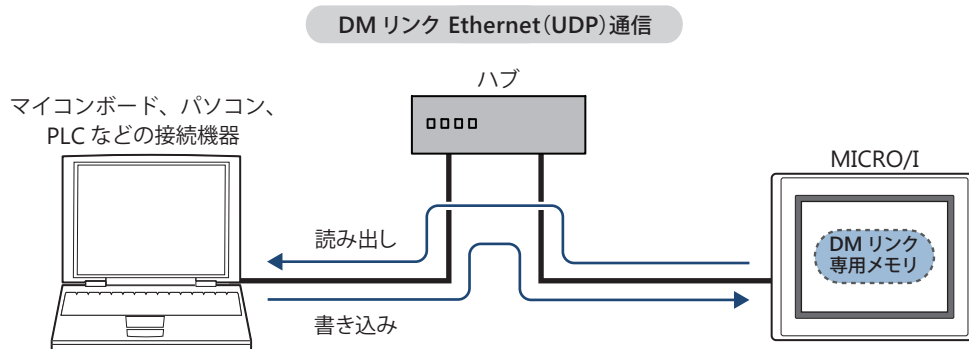 DM リンク Ethernet(UDP)通信
ハブ
マイコンボード、パソコン、
PLC などの接続機器
MICRO/I
読み出し
DM リンク
専用メモリ
書き込み